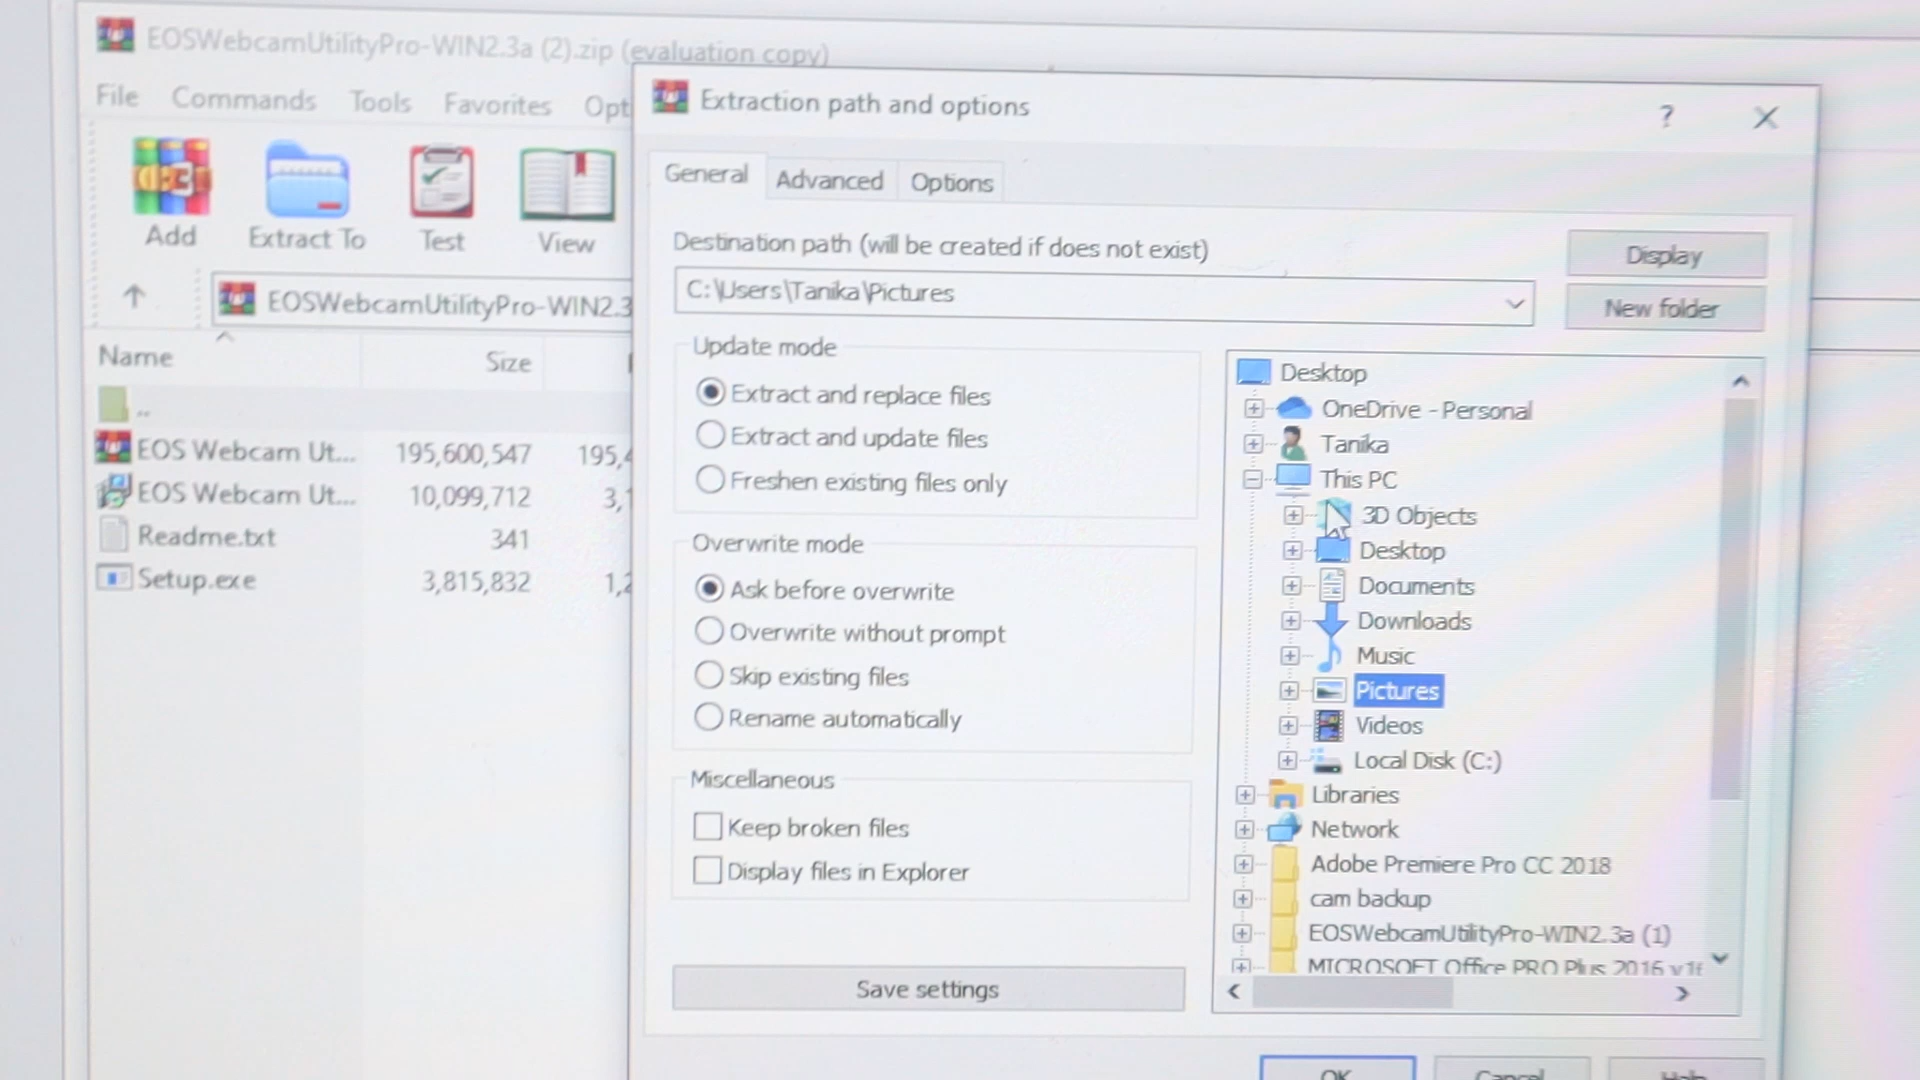 EOSWebcamUtilityPro-WIN2.3a (2).zip (evaluation copy)
File Commands Tools Favorites Opt
Add Extract To Test View
EOSWebcamUtilityPro-WIN2.3
Name Size
..
EOS Webcam Ut... 195,600,547 195,4
EOS Webcam Ut... 10,099,712 3,1
Readme.txt 341
Setup.exe 3,815,832 1,2
Extraction path and options
?
General Advanced Options
Destination path (will be created if does not exist)
C:\Users\Tanika\Pictures
Display
New folder
Update mode
Extract and replace files
Extract and update files
Freshen existing files only
Overwrite mode
Ask before overwrite
Overwrite without prompt
Skip existing files
Rename automatically
Miscellaneous
Keep broken files
Display files in Explorer
Save settings
Desktop
OneDrive - Personal
Tanika
This PC
3D Objects
Desktop
Documents
Downloads
Music
Pictures
Videos
Local Disk (C:)
Libraries
Network
Adobe Premiere Pro CC 2018
cam backup
EOSWebcamUtilityPro-WIN2.3a (1)
MICROSOFT Office PRO Plus 2016 v16
OK Cancel Help